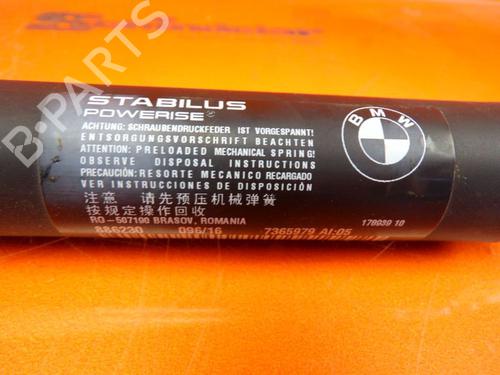 STABILUS
POWERISE®
ACHTUNG: SCHRAUBENDRUCKFEDER IST VORGESPANNT!
ENTSORGUNGSVORSCHRIFT BEACHTEN
ATTENTION: PRELOADED MECHANICAL SPRING!
OBSERVE DISPOSAL INSTRUCTIONS
PRECAUCIÓN: RESORTE MECANICO RECARGADO
VER INSTRUCCIONES DE DISPOSICIÓN
注意 请先预压机械弹簧
按规定操作回收
RO-507190 BRASOV, ROMANIA
886230 096/16 7365979 AI:05
BMW
179039 10
B-PARTS